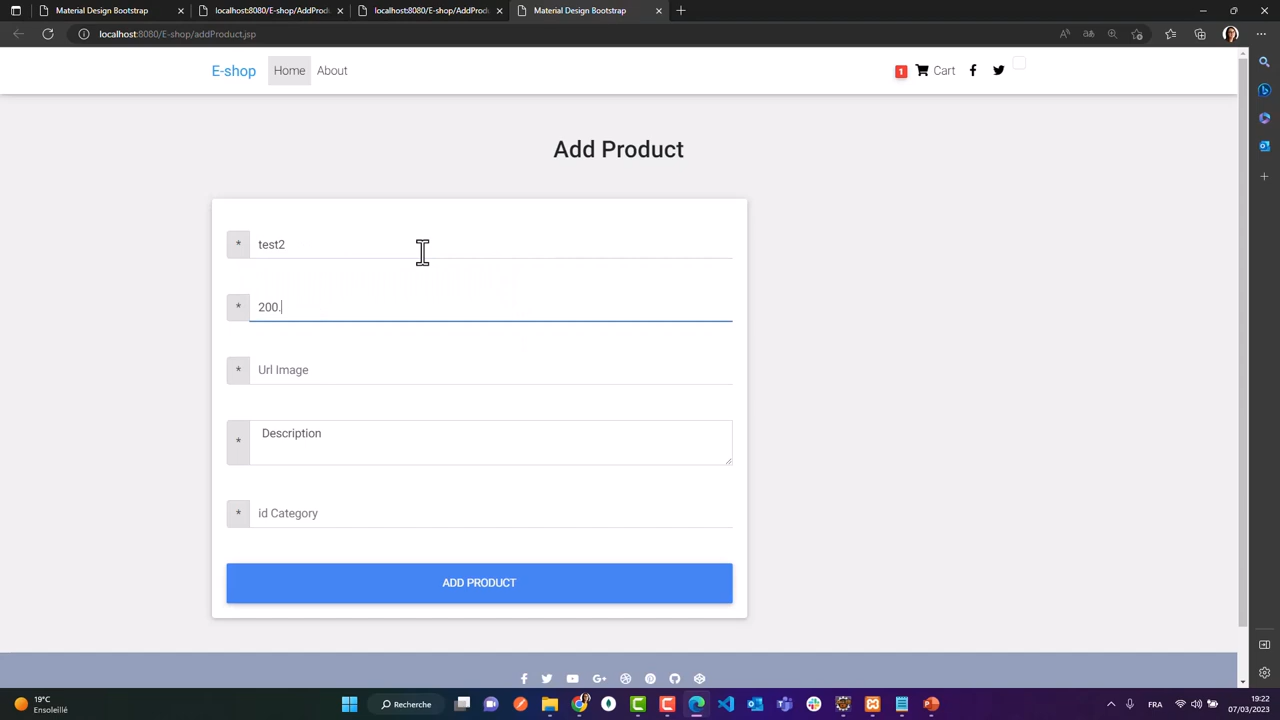 Material Design Bootstrap
localhost:8080/E-shop/AddProdu
localhost:8080/E-shop/AddProdu
Material Design Bootstrap
localhost:8080/E-shop/addProduct.jsp
E-shop Home About 1 Cart
Add Product
* test2
* 200.
* Url Image
* Description
* id Category
ADD PRODUCT
19°C
Ensoleillé
Recherche
FRA
19:22
07/03/2023